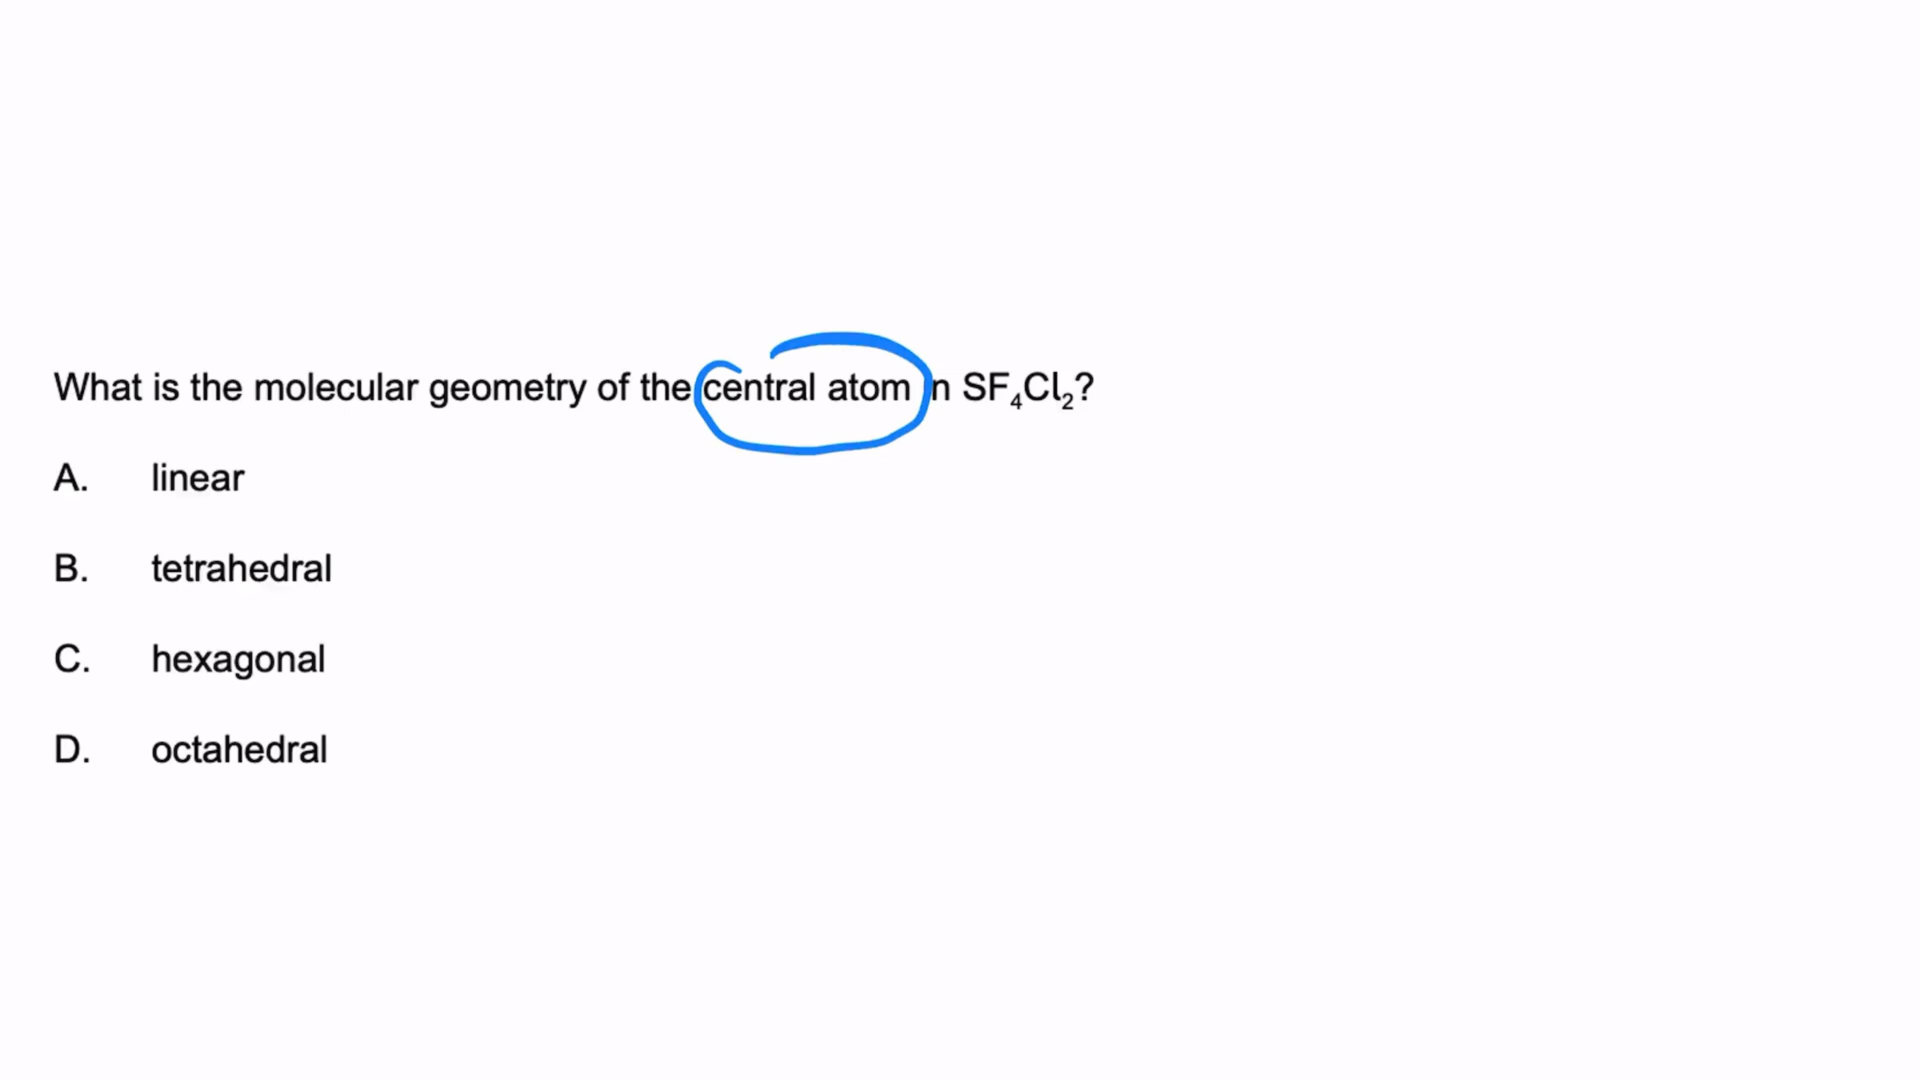 What is the molecular geometry of the central atom in SF₄Cl₂?
A. linear
B. tetrahedral
C. hexagonal
D. octahedral